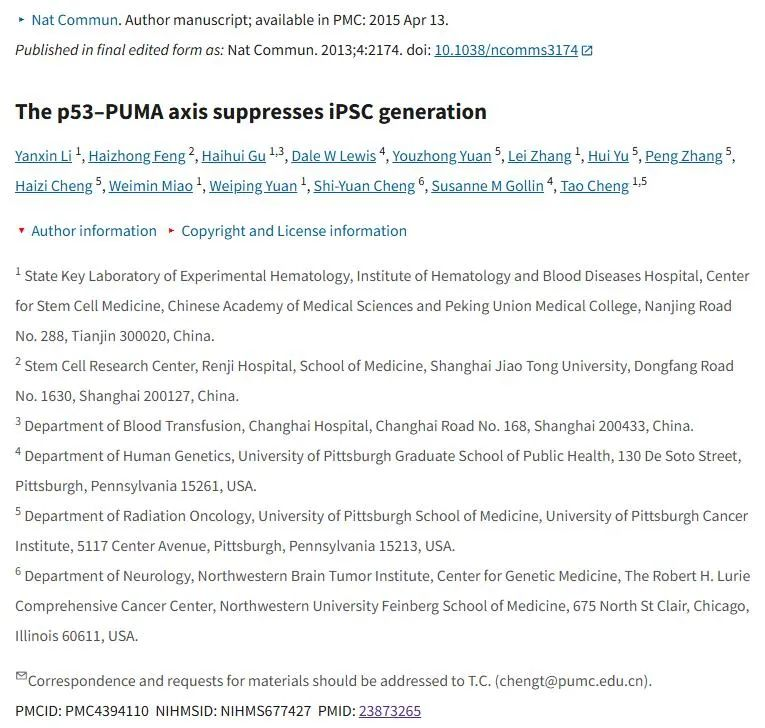 ▸ Nat Commun. Author manuscript; available in PMC: 2015 Apr 13.
Published in final edited form as: Nat Commun. 2013;4:2174. doi: 10.1038/ncomms3174
The p53–PUMA axis suppresses iPSC generation
Yanxin Li 1, Haizhong Feng 2, Haihui Gu 1,3, Dale W Lewis 4, Youzhong Yuan 5, Lei Zhang 1, Hui Yu 5, Peng Zhang 5,
Haizi Cheng 5, Weimin Miao 1, Weiping Yuan 1, Shi-Yuan Cheng 6, Susanne M Gollin 4, Tao Cheng 1,5
▾ Author information ▸ Copyright and License information
1 State Key Laboratory of Experimental Hematology, Institute of Hematology and Blood Diseases Hospital, Center
for Stem Cell Medicine, Chinese Academy of Medical Sciences and Peking Union Medical College, Nanjing Road
No. 288, Tianjin 300020, China.
2 Stem Cell Research Center, Renji Hospital, School of Medicine, Shanghai Jiao Tong University, Dongfang Road
No. 1630, Shanghai 200127, China.
3 Department of Blood Transfusion, Changhai Hospital, Changhai Road No. 168, Shanghai 200433, China.
4 Department of Human Genetics, University of Pittsburgh Graduate School of Public Health, 130 De Soto Street,
Pittsburgh, Pennsylvania 15261, USA.
5 Department of Radiation Oncology, University of Pittsburgh School of Medicine, University of Pittsburgh Cancer
Institute, 5117 Center Avenue, Pittsburgh, Pennsylvania 15213, USA.
6 Department of Neurology, Northwestern Brain Tumor Institute, Center for Genetic Medicine, The Robert H. Lurie
Comprehensive Cancer Center, Northwestern University Feinberg School of Medicine, 675 North St Clair, Chicago,
Illinois 60611, USA.
✉Correspondence and requests for materials should be addressed to T.C. (chengt@pumc.edu.cn).
PMCID: PMC4394110 NIHMSID: NIHMS677427 PMID: 23873265